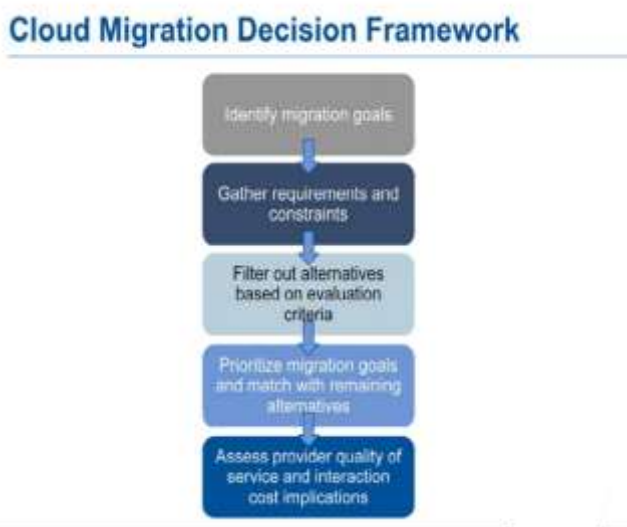 Cloud Migration Decision Framework
Identify migration goals
Gather requirements and
constraints
Filter out alternatives
based on evaluation
criteria
Prioritize migration goals
and match with remaining
alternatives
Assess provider quality of
service and interaction
cost implications